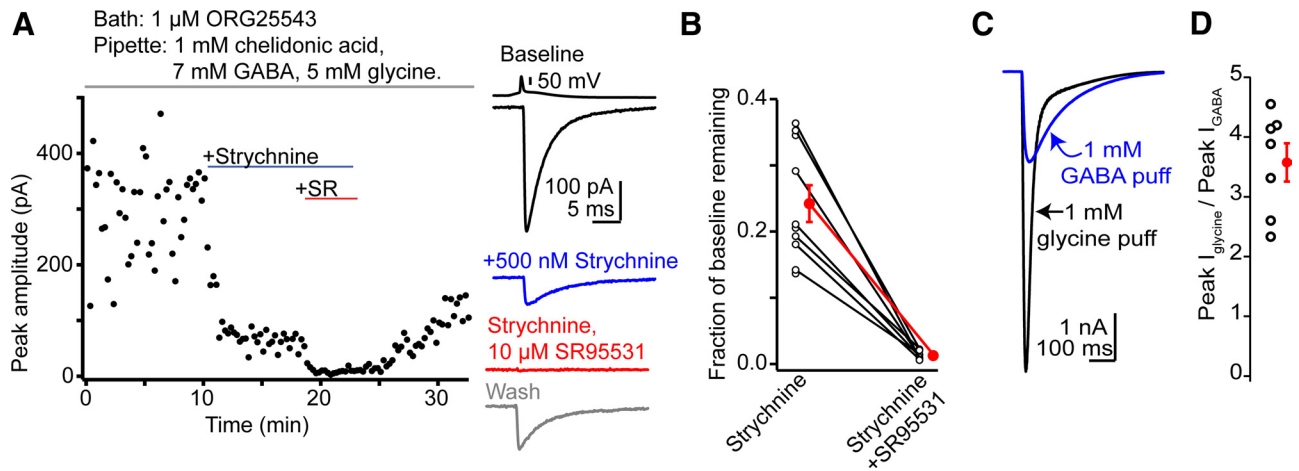 A
Bath: 1 µM ORG25543
Pipette: 1 mM chelidonic acid,
7 mM GABA, 5 mM glycine.
Peak amplitude (pA)
400
200
0
+Strychnine
+SR
0
10
20
30
Time (min)
Baseline
50 mV
100 pA
5 ms
+500 nM Strychnine
Strychnine,
10 µM SR95531
Wash
B
Fraction of baseline remaining
0.4
0.2
0.0
Strychnine
Strychnine
+SR95531
C
1 mM
GABA puff
1 mM
glycine puff
1 nA
100 ms
D
Peak Iglycine / Peak IGABA
5
4
3
2
1
0